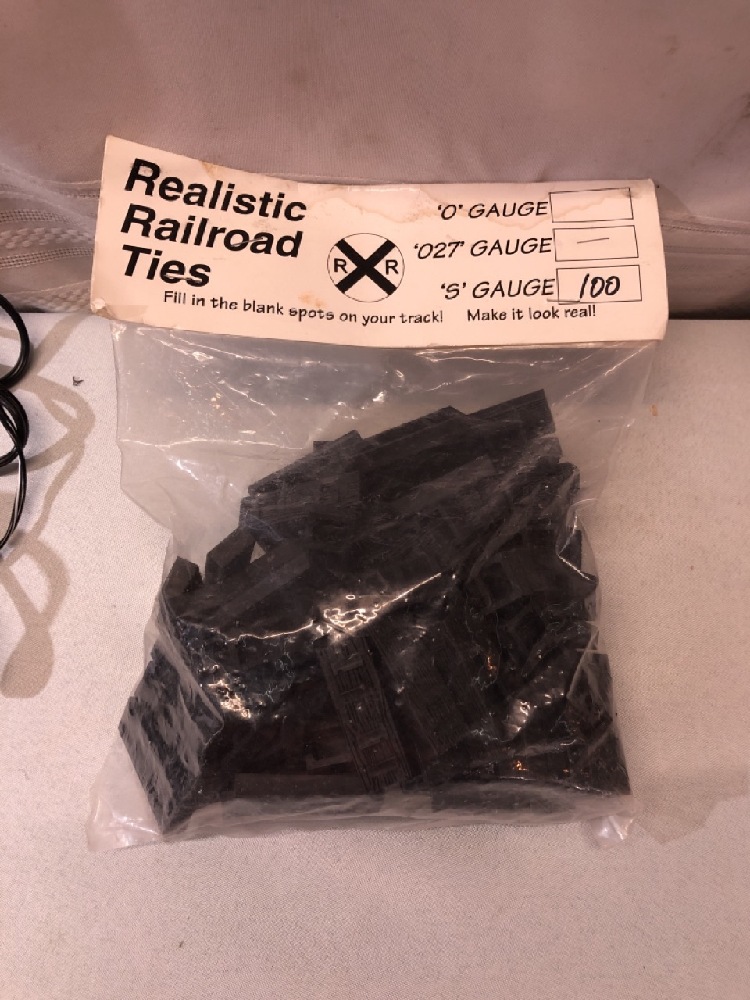 Realistic
Railroad
Ties
R R
'O' GAUGE
'O27' GAUGE —
'S' GAUGE 100
Fill in the blank spots on your track! Make it look real!